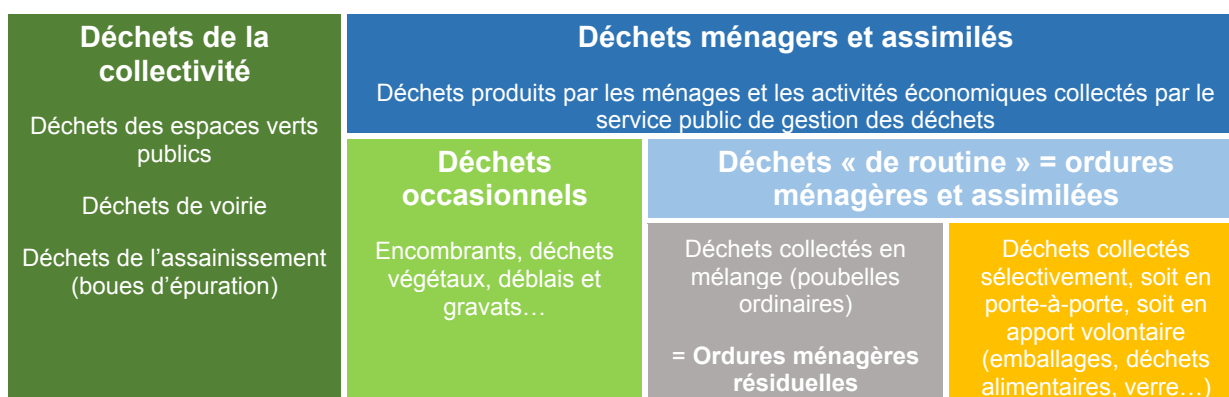 Déchets de la
collectivité
Déchets des espaces verts
publics
Déchets de voirie
Déchets de l'assainissement
(boues d'épuration)
Déchets ménagers et assimilés
Déchets produits par les ménages et les activités économiques collectés par le
service public de gestion des déchets
Déchets
occasionnels
Encombrants, déchets
végétaux, déblais et
gravats…
Déchets « de routine » = ordures
ménagères et assimilées
Déchets collectés en
mélange (poubelles
ordinaires)
= Ordures ménagères
résiduelles
Déchets collectés
sélectivement, soit en
porte-à-porte, soit en
apport volontaire
(emballages, déchets
alimentaires, verre…)